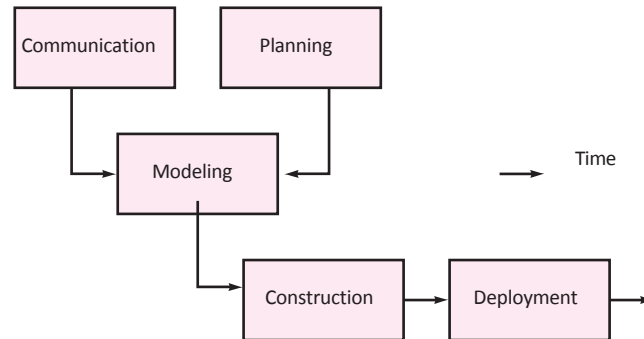 Communication
Planning
Modeling
Time
Construction
Deployment